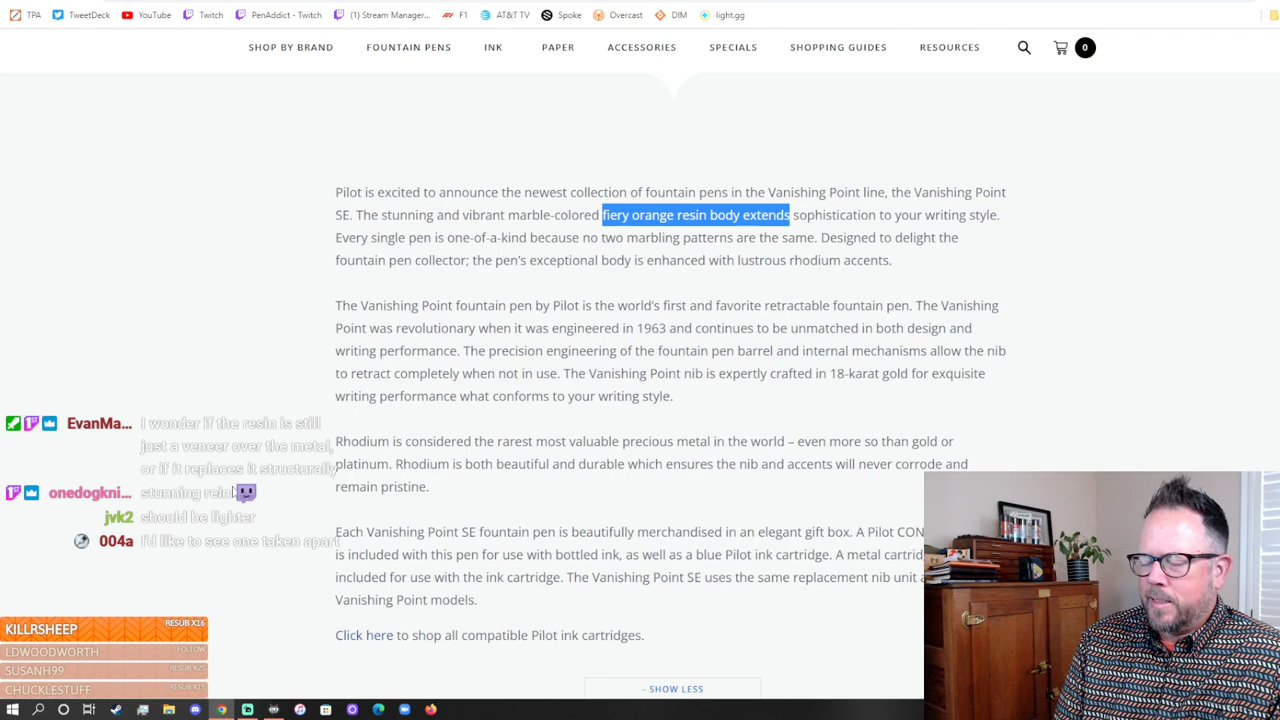 TPA TweetDeck YouTube Twitch PenAddict - Twitch (1) Stream Manager... F1 AT&T TV Spoke Overcast DIM light.gg
SHOP BY BRAND FOUNTAIN PENS INK PAPER ACCESSORIES SPECIALS SHOPPING GUIDES RESOURCES 0
Pilot is excited to announce the newest collection of fountain pens in the Vanishing Point line, the Vanishing Point
SE. The stunning and vibrant marble-colored fiery orange resin body extends sophistication to your writing style.
Every single pen is one-of-a-kind because no two marbling patterns are the same. Designed to delight the
fountain pen collector; the pen's exceptional body is enhanced with lustrous rhodium accents.
The Vanishing Point fountain pen by Pilot is the world's first and favorite retractable fountain pen. The Vanishing
Point was revolutionary when it was engineered in 1963 and continues to be unmatched in both design and
writing performance. The precision engineering of the fountain pen barrel and internal mechanisms allow the nib
to retract completely when not in use. The Vanishing Point nib is expertly crafted in 18-karat gold for exquisite
writing performance what conforms to your writing style.
Rhodium is considered the rarest most valuable precious metal in the world – even more so than gold or
platinum. Rhodium is both beautiful and durable which ensures the nib and accents will never corrode and
remain pristine.
Each Vanishing Point SE fountain pen is beautifully merchandised in an elegant gift box. A Pilot CON
is included with this pen for use with bottled ink, as well as a blue Pilot ink cartridge. A metal cartrid
included for use with the ink cartridge. The Vanishing Point SE uses the same replacement nib unit a
Vanishing Point models.
Click here to shop all compatible Pilot ink cartridges.
- SHOW LESS
EvanMa... I wonder if the resin is still
just a veneer over the metal,
or if it replaces it structurally
onedogkni... stunning rein
jvk2 should be lighter
004a I'd like to see one taken apart
KILLRSHEEP RESUB X16
LDWOODWORTH FOLLOW
SUSANH99 RESUB X25
CHUCKLESTUFF RESUB X15